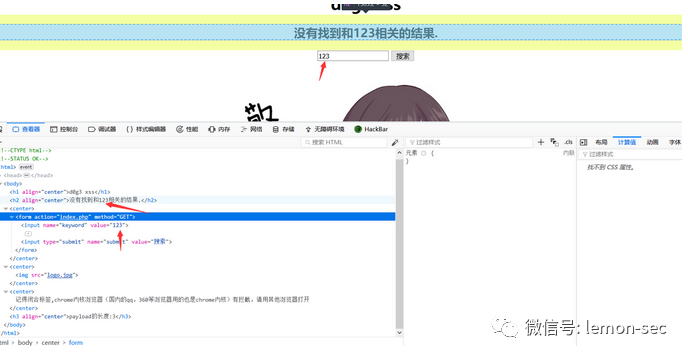 没有找到和123相关的结果.
123 搜索
查看器 控制台 调试器 {} 样式编辑器 性能 内存 网络 存储 无障碍环境 HackBar
搜索 HTML
过滤样式
.cls
布局 计算值 动画 字体
元素 { 内联
}
过滤样式
找不到 CSS 属性。
<!--CTYPE html-->
<!--STATUS OK-->
html> event
<head></head>
<body>
<h1 align="center">d0g3 xss</h1>
<h2 align="center">没有找到和123相关的结果.</h2>
<center>
<form action="index.php" method="GET">
<input name="keyword" value="123">
<input type="submit" name="submit" value="搜索">
</form>
</center>
<center>
<img src="logo.jpg">
</center>
<center>
记得闭合标签,chrome内核浏览器（国内的qq，360等浏览器用的也是chrome内核）有拦截，请用其他浏览器打开
</center>
<h3 align="center">payload的长度:3</h3>
</body>
</html>
html > body > center > form
微信号: lemon-sec